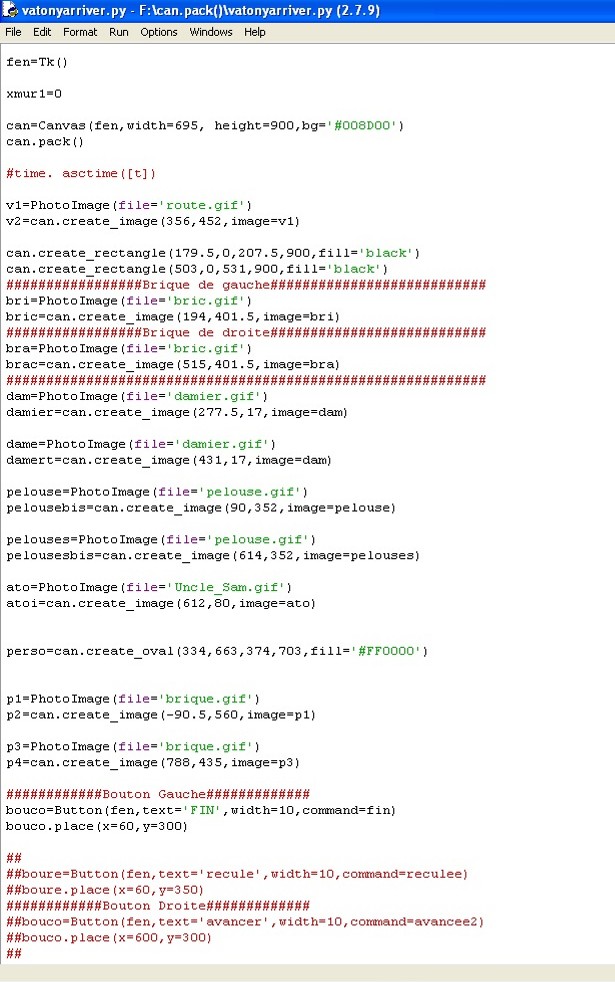 vatonyarriver.py - F:\can.pack()\vatonyarriver.py (2.7.9)
File Edit Format Run Options Windows Help
fen=Tk()
xmur1=0
can=Canvas(fen,width=695, height=900,bg='#008D00')
can.pack()
#time. asctime([t])
v1=PhotoImage(file='route.gif')
v2=can.create_image(356,452,image=v1)
can.create_rectangle(179.5,0,207.5,900,fill='black')
can.create_rectangle(503,0,531,900,fill='black')
#################Brique de gauche###########################
bri=PhotoImage(file='bric.gif')
bric=can.create_image(194,401.5,image=bri)
#################Brique de droite###########################
bra=PhotoImage(file='bric.gif')
brac=can.create_image(515,401.5,image=bra)
############################################################
dam=PhotoImage(file='damier.gif')
damier=can.create_image(277.5,17,image=dam)
dame=PhotoImage(file='damier.gif')
damert=can.create_image(431,17,image=dam)
pelouse=PhotoImage(file='pelouse.gif')
pelousebis=can.create_image(90,352,image=pelouse)
pelouses=PhotoImage(file='pelouse.gif')
pelousesbis=can.create_image(614,352,image=pelouses)
ato=PhotoImage(file='Uncle_Sam.gif')
atoi=can.create_image(612,80,image=ato)
perso=can.create_oval(334,663,374,703,fill='#FF0000')
p1=PhotoImage(file='brique.gif')
p2=can.create_image(-90.5,560,image=p1)
p3=PhotoImage(file='brique.gif')
p4=can.create_image(788,435,image=p3)
############Bouton Gauche#############
bouco=Button(fen,text='FIN',width=10,command=fin)
bouco.place(x=60,y=300)
##
##boure=Button(fen,text='recule',width=10,command=reculee)
##boure.place(x=60,y=350)
############Bouton Droite#############
##bouco=Button(fen,text='avancer',width=10,command=avancee2)
##bouco.place(x=600,y=300)
##